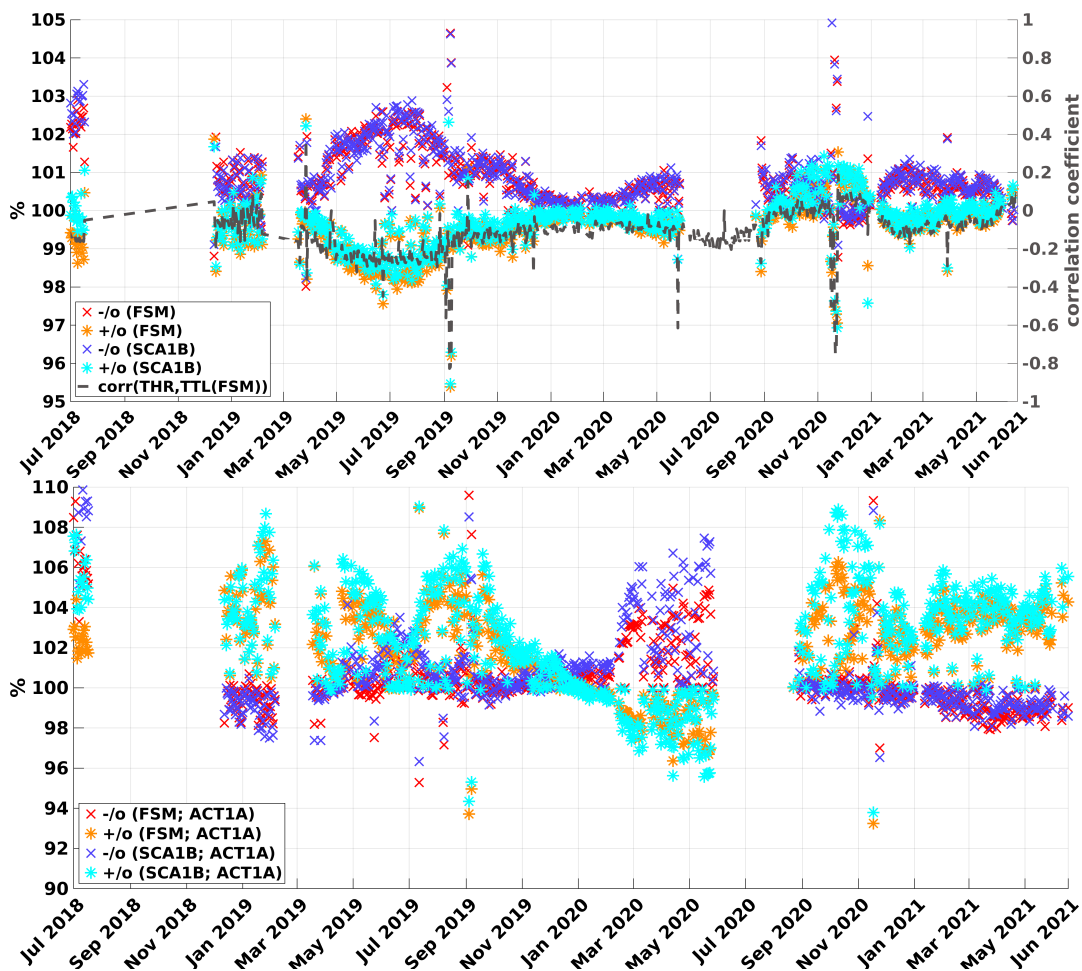 105
104
103
102
101
100
99
98
97
96
95
%
1
0.8
0.6
0.4
0.2
0
-0.2
-0.4
-0.6
-0.8
-1
correlation coefficient
-/o (FSM)
+/o (FSM)
-/o (SCA1B)
+/o (SCA1B)
corr(THR,TTL(FSM))
Jul 2018
Sep 2018
Nov 2018
Jan 2019
Mar 2019
May 2019
Jul 2019
Sep 2019
Nov 2019
Jan 2020
Mar 2020
May 2020
Jul 2020
Sep 2020
Nov 2020
Jan 2021
Mar 2021
May 2021
Jun 2021
110
108
106
104
102
100
98
96
94
92
90
%
-/o (FSM; ACT1A)
+/o (FSM; ACT1A)
-/o (SCA1B; ACT1A)
+/o (SCA1B; ACT1A)
Jul 2018
Sep 2018
Nov 2018
Jan 2019
Mar 2019
May 2019
Jul 2019
Sep 2019
Nov 2019
Jan 2020
Mar 2020
May 2020
Jul 2020
Sep 2020
Nov 2020
Jan 2021
Mar 2021
May 2021
Jun 2021